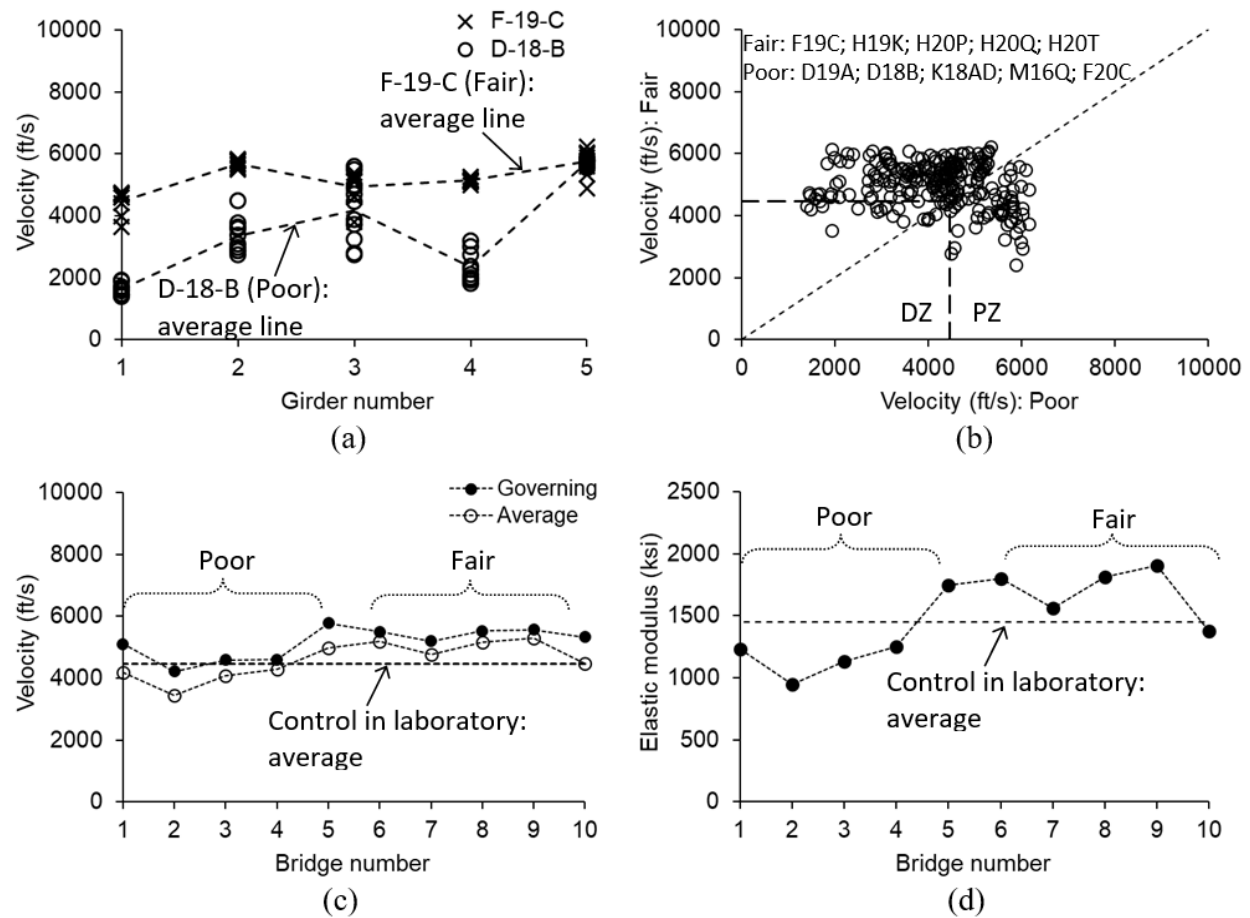 (a)
10000
8000
6000
4000
2000
0
Velocity (ft/s)
F-19-C
D-18-B
F-19-C (Fair):
average line
D-18-B (Poor):
average line
1 2 3 4 5
Girder number
(a)
10000
8000
6000
4000
2000
0
Velocity (ft/s): Fair
Fair: F19C; H19K; H20P; H20Q; H20T
Poor: D19A; D18B; K18AD; M16Q; F20C
DZ PZ
0 2000 4000 6000 8000 10000
Velocity (ft/s): Poor
(b)
10000
8000
6000
4000
2000
0
Velocity (ft/s)
Governing
Average
Poor Fair
Control in laboratory:
average
1 2 3 4 5 6 7 8 9 10
Bridge number
(c)
2500
2000
1500
1000
500
0
Elastic modulus (ksi)
Poor Fair
Control in laboratory:
average
1 2 3 4 5 6 7 8 9 10
Bridge number
(d)